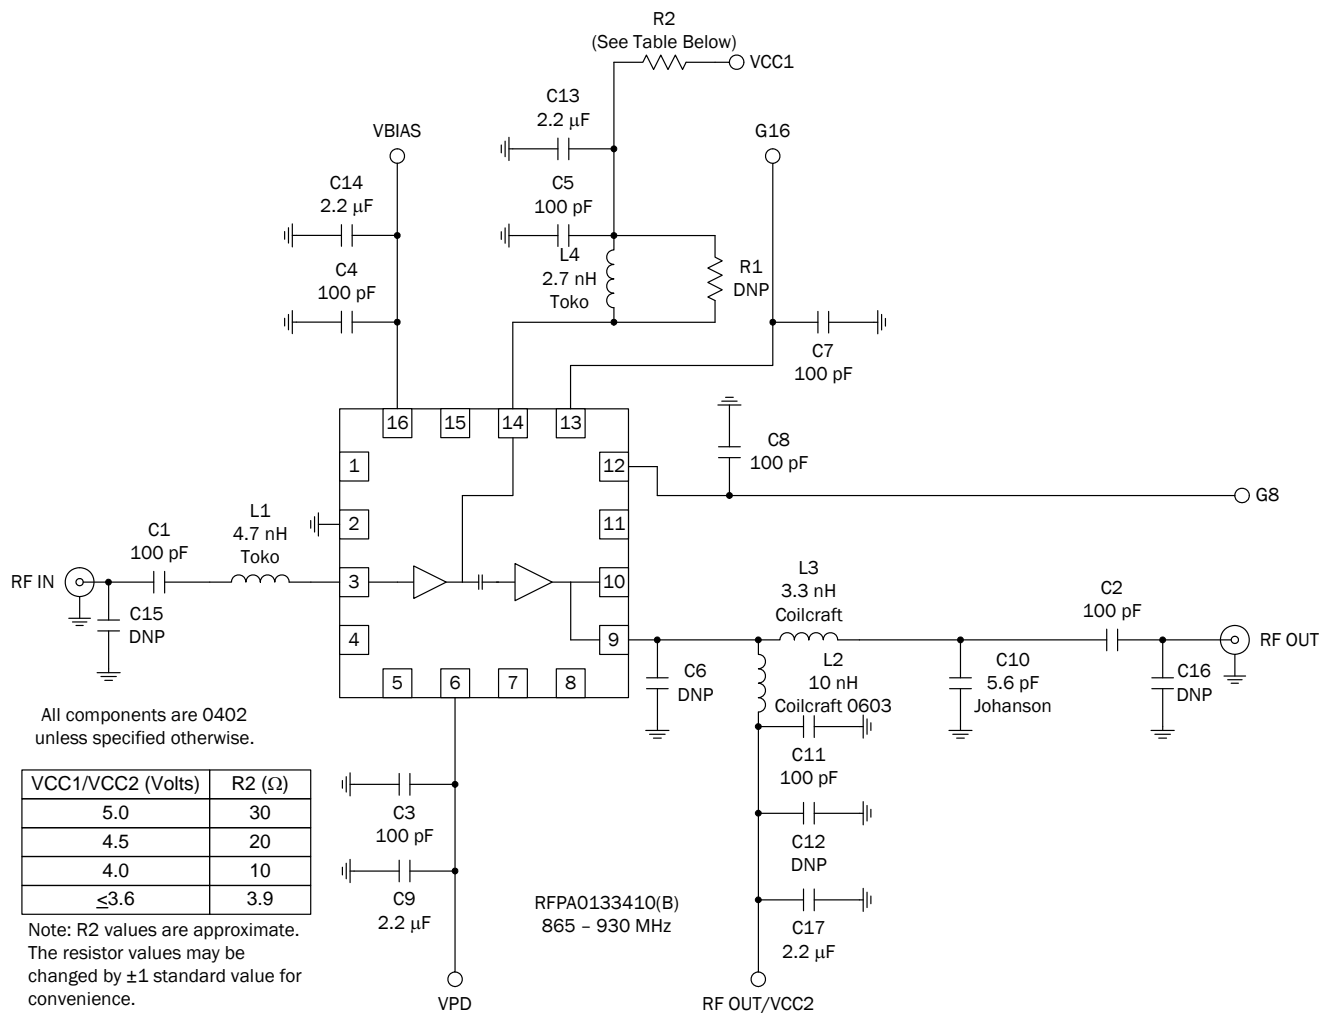 R2
(See Table Below)
VCC1
C13
2.2 µF
VBIAS
G16
C14
2.2 µF
C5
100 pF
L4
2.7 nH
Toko
R1
DNP
C4
100 pF
C7
100 pF
16
15
14
13
1
12
C8
100 pF
G8
2
11
L1
4.7 nH
Toko
C1
100 pF
RF IN
3
10
C15
DNP
L3
3.3 nH
Coilcraft
C2
100 pF
4
9
RF OUT
C6
DNP
L2
10 nH
Coilcraft 0603
C10
5.6 pF
Johanson
C16
DNP
5
6
7
8
All components are 0402
unless specified otherwise.
C11
100 pF
VCC1/VCC2 (Volts) R2 (Ω)
5.0 30
4.5 20
4.0 10
≤3.6 3.9
C3
100 pF
C12
DNP
C9
2.2 µF
RFPA0133410(B)
865 – 930 MHz
C17
2.2 µF
Note: R2 values are approximate.
The resistor values may be
changed by ±1 standard value for
convenience.
VPD
RF OUT/VCC2